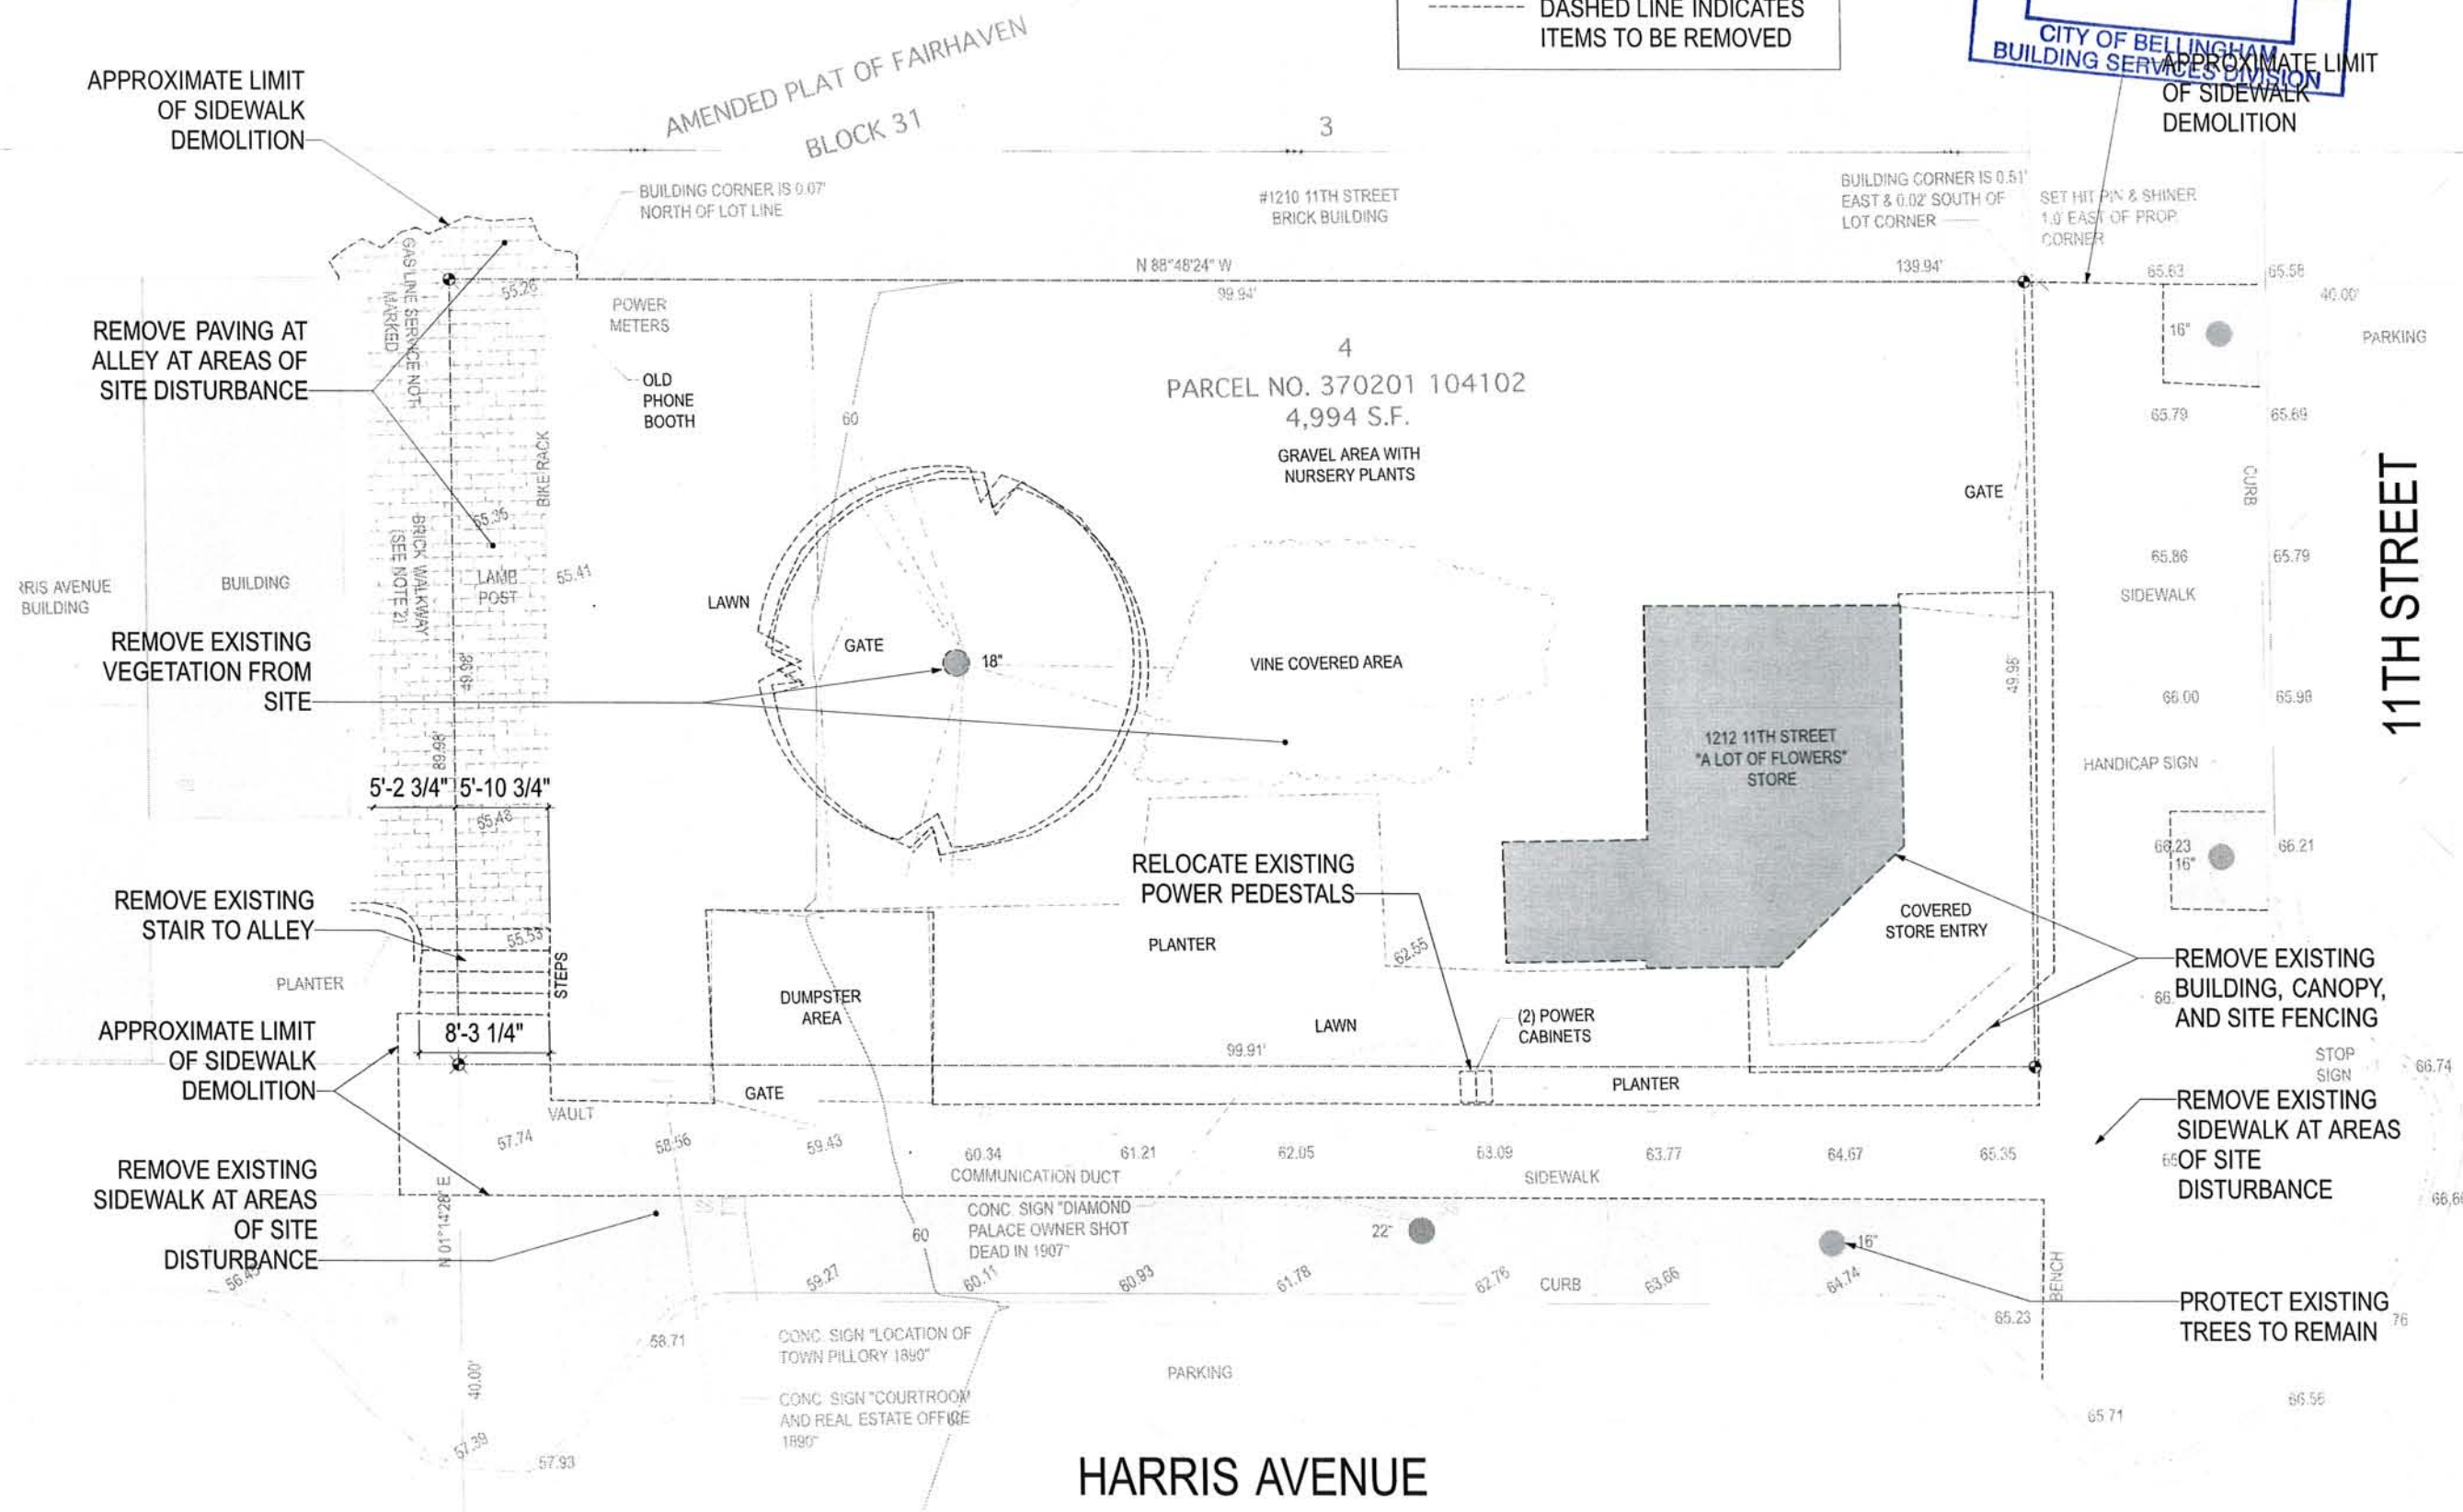 DASHED LINE INDICATES
ITEMS TO BE REMOVED
CITY OF BELLINGHAM
BUILDING SERVICES DIVISION
APPROXIMATE LIMIT
OF SIDEWALK
DEMOLITION
APPROXIMATE LIMIT
OF SIDEWALK
DEMOLITION
AMENDED PLAT OF FAIRHAVEN
BLOCK 31
3
BUILDING CORNER IS 0.07'
NORTH OF LOT LINE
#1210 11TH STREET
BRICK BUILDING
BUILDING CORNER IS 0.51'
EAST & 0.02' SOUTH OF
LOT CORNER
SET HIT PIN & SHINER
1.0' EAST OF PROP.
CORNER
N 88°48'24" W
139.94'
99.94'
65.63
65.58
40.00'
PARKING
16"
GAS LINE SERVICE NOT
MARKED
55.26
POWER
METERS
REMOVE PAVING AT
ALLEY AT AREAS OF
SITE DISTURBANCE
OLD
PHONE
BOOTH
60
4
PARCEL NO. 370201 104102
4,994 S.F.
GRAVEL AREA WITH
NURSERY PLANTS
65.79
65.69
BIKE RACK
GATE
CURB
11TH STREET
55.35
BRICK WALKWAY
(SEE NOTE 2)
LAMP
POST
55.41
65.86
65.79
SIDEWALK
RRIS AVENUE
BUILDING
BUILDING
LAWN
GATE
18"
VINE COVERED AREA
REMOVE EXISTING
VEGETATION FROM
SITE
49.98'
89.98'
49.96'
66.00
65.98
1212 11TH STREET
"A LOT OF FLOWERS"
STORE
HANDICAP SIGN
5'-2 3/4"
5'-10 3/4"
55.48
66.23
16"
66.21
RELOCATE EXISTING
POWER PEDESTALS
REMOVE EXISTING
STAIR TO ALLEY
55.53
STEPS
PLANTER
PLANTER
62.55
COVERED
STORE ENTRY
REMOVE EXISTING
BUILDING, CANOPY,
AND SITE FENCING
66.
DUMPSTER
AREA
LAWN
(2) POWER
CABINETS
APPROXIMATE LIMIT
OF SIDEWALK
DEMOLITION
8'-3 1/4"
99.91'
STOP
SIGN
66.74
GATE
PLANTER
VAULT
REMOVE EXISTING
SIDEWALK AT AREAS
OF SITE
DISTURBANCE
57.74
58.56
59.43
60.34
61.21
62.05
63.09
63.77
64.67
65.35
COMMUNICATION DUCT
SIDEWALK
REMOVE EXISTING
SIDEWALK AT AREAS
OF SITE
DISTURBANCE
N 01°14'28" E
60
CONC. SIGN "DIAMOND
PALACE OWNER SHOT
DEAD IN 1907"
22"
16"
BENCH
59.27
60.11
60.93
61.78
62.76
CURB
63.66
64.74
65.23
PROTECT EXISTING
TREES TO REMAIN
76
58.71
CONC. SIGN "LOCATION OF
TOWN PILLORY 1890"
40.00'
PARKING
CONC. SIGN "COURTROOM
AND REAL ESTATE OFFICE
1890"
57.39
57.93
65.71
66.56
HARRIS AVENUE